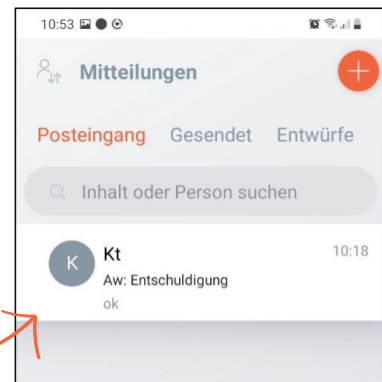 10:53
Mitteilungen
Posteingang Gesendet Entwürfe
Inhalt oder Person suchen
K
Kt 10:18
Aw: Entschuldigung
ok